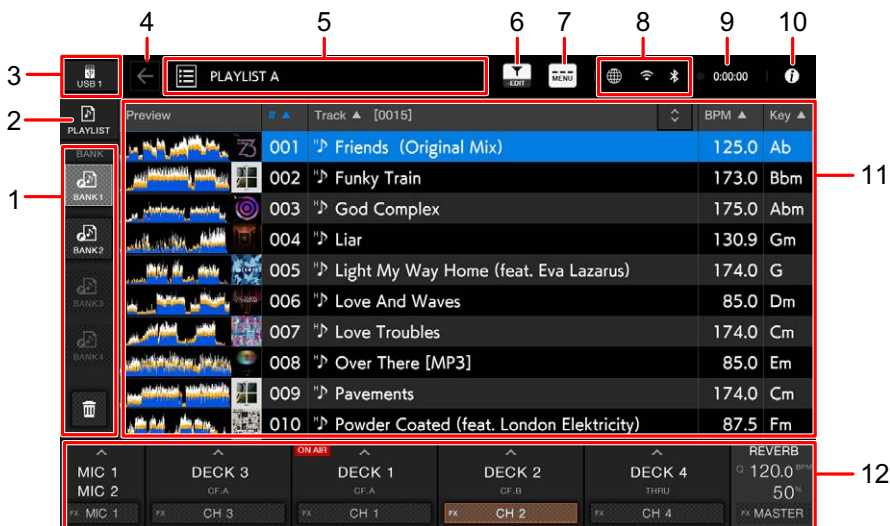 4 5 6 7 8 9 10
3 USB 1 PLAYLIST A EDIT MENU 0:00:00 i
2 PLAYLIST Preview # ▲ Track ▲ [0015] BPM ▲ Key ▲
BANK
001 Friends (Original Mix) 125.0 Ab
1 BANK1 002 Funky Train 173.0 Bbm 11
003 God Complex 175.0 Abm
BANK2 004 Liar 130.9 Gm
005 Light My Way Home (feat. Eva Lazarus) 174.0 G
BANK3 006 Love And Waves 85.0 Dm
007 Love Troubles 174.0 Cm
BANK4 008 Over There [MP3] 85.0 Em
009 Pavements 174.0 Cm
010 Powder Coated (feat. London Elektricity) 87.5 Fm
ON AIR REVERB
MIC 1 DECK 3 DECK 1 DECK 2 DECK 4 Q 120.0 BPM 12
MIC 2 CF.A CF.A CF.B THRU 50%
FX MIC 1 FX CH 3 FX CH 1 FX CH 2 FX CH 4 FX MASTER